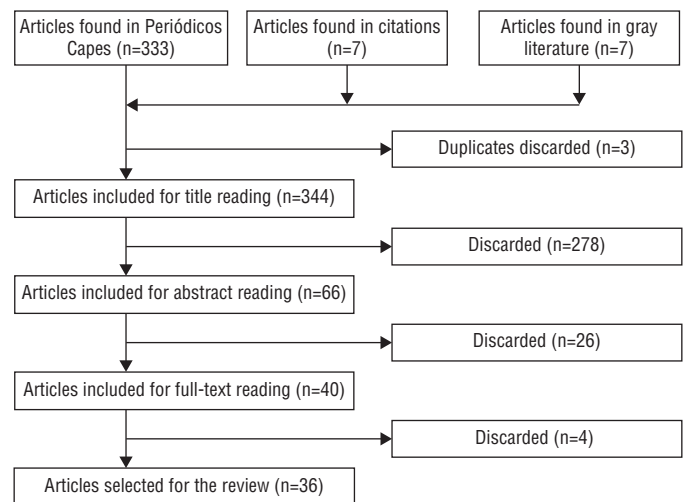 Articles found in Periódicos
Capes (n=333)
Articles found in citations
(n=7)
Articles found in gray
literature (n=7)
Duplicates discarded (n=3)
Articles included for title reading (n=344)
Discarded (n=278)
Articles included for abstract reading (n=66)
Discarded (n=26)
Articles included for full-text reading (n=40)
Discarded (n=4)
Articles selected for the review (n=36)